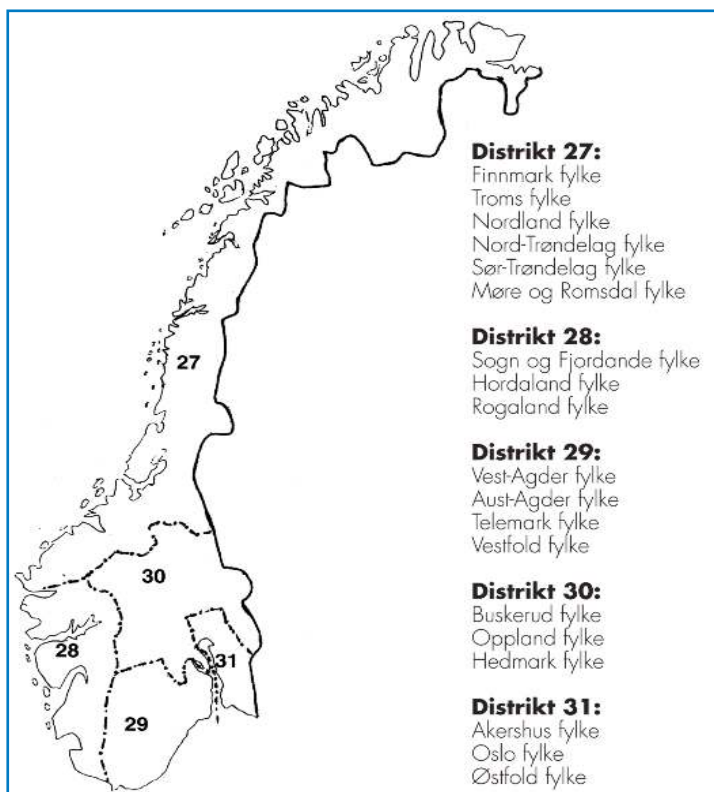 Distrikt 27:
Finnmark fylke
Troms fylke
Nordland fylke
Nord-Trøndelag fylke
Sør-Trøndelag fylke
Møre og Romsdal fylke
Distrikt 28:
Sogn og Fjordande fylke
Hordaland fylke
Rogaland fylke
Distrikt 29:
Vest-Agder fylke
Aust-Agder fylke
Telemark fylke
Vestfold fylke
Distrikt 30:
Buskerud fylke
Oppland fylke
Hedmark fylke
Distrikt 31:
Akershus fylke
Oslo fylke
Østfold fylke
27
30
28
31
29